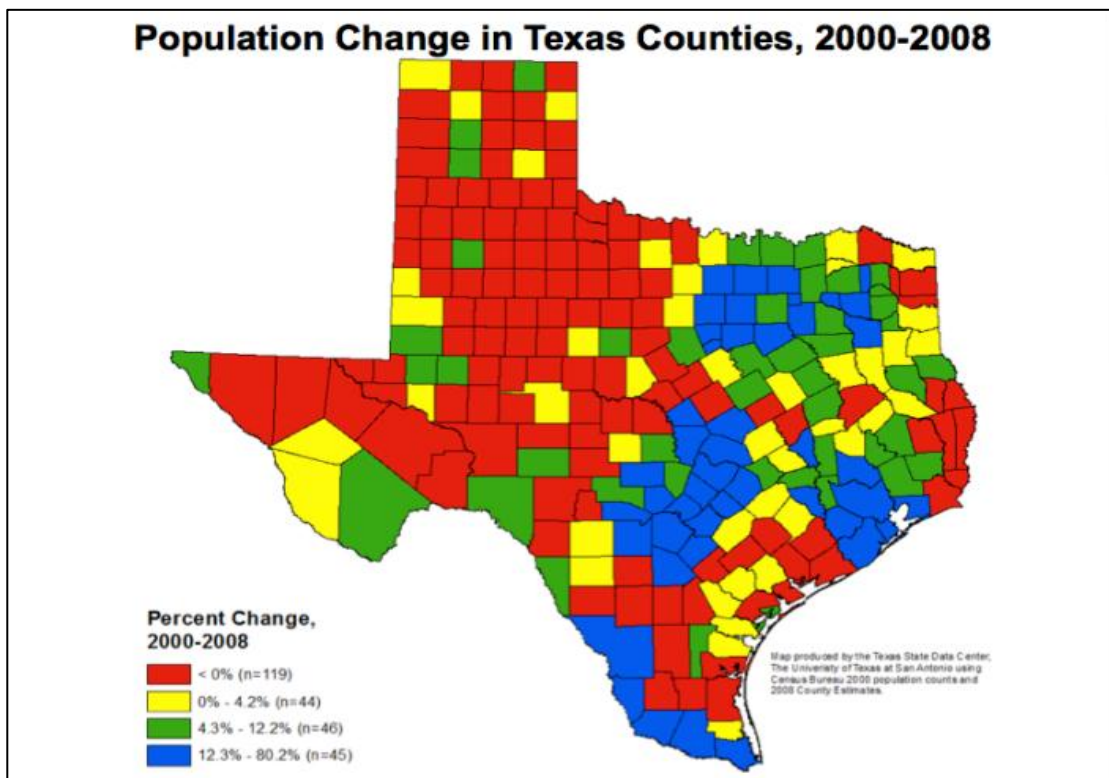 Population Change in Texas Counties, 2000-2008
Percent Change,
2000-2008
< 0% (n=119)
0% - 4.2% (n=44)
4.3% - 12.2% (n=46)
12.3% - 80.2% (n=45)
Map produced by the Texas State Data Center,
The Univeristy of Texas at San Antonio using
Census Bureau 2000 population counts and
2008 County Estimates.